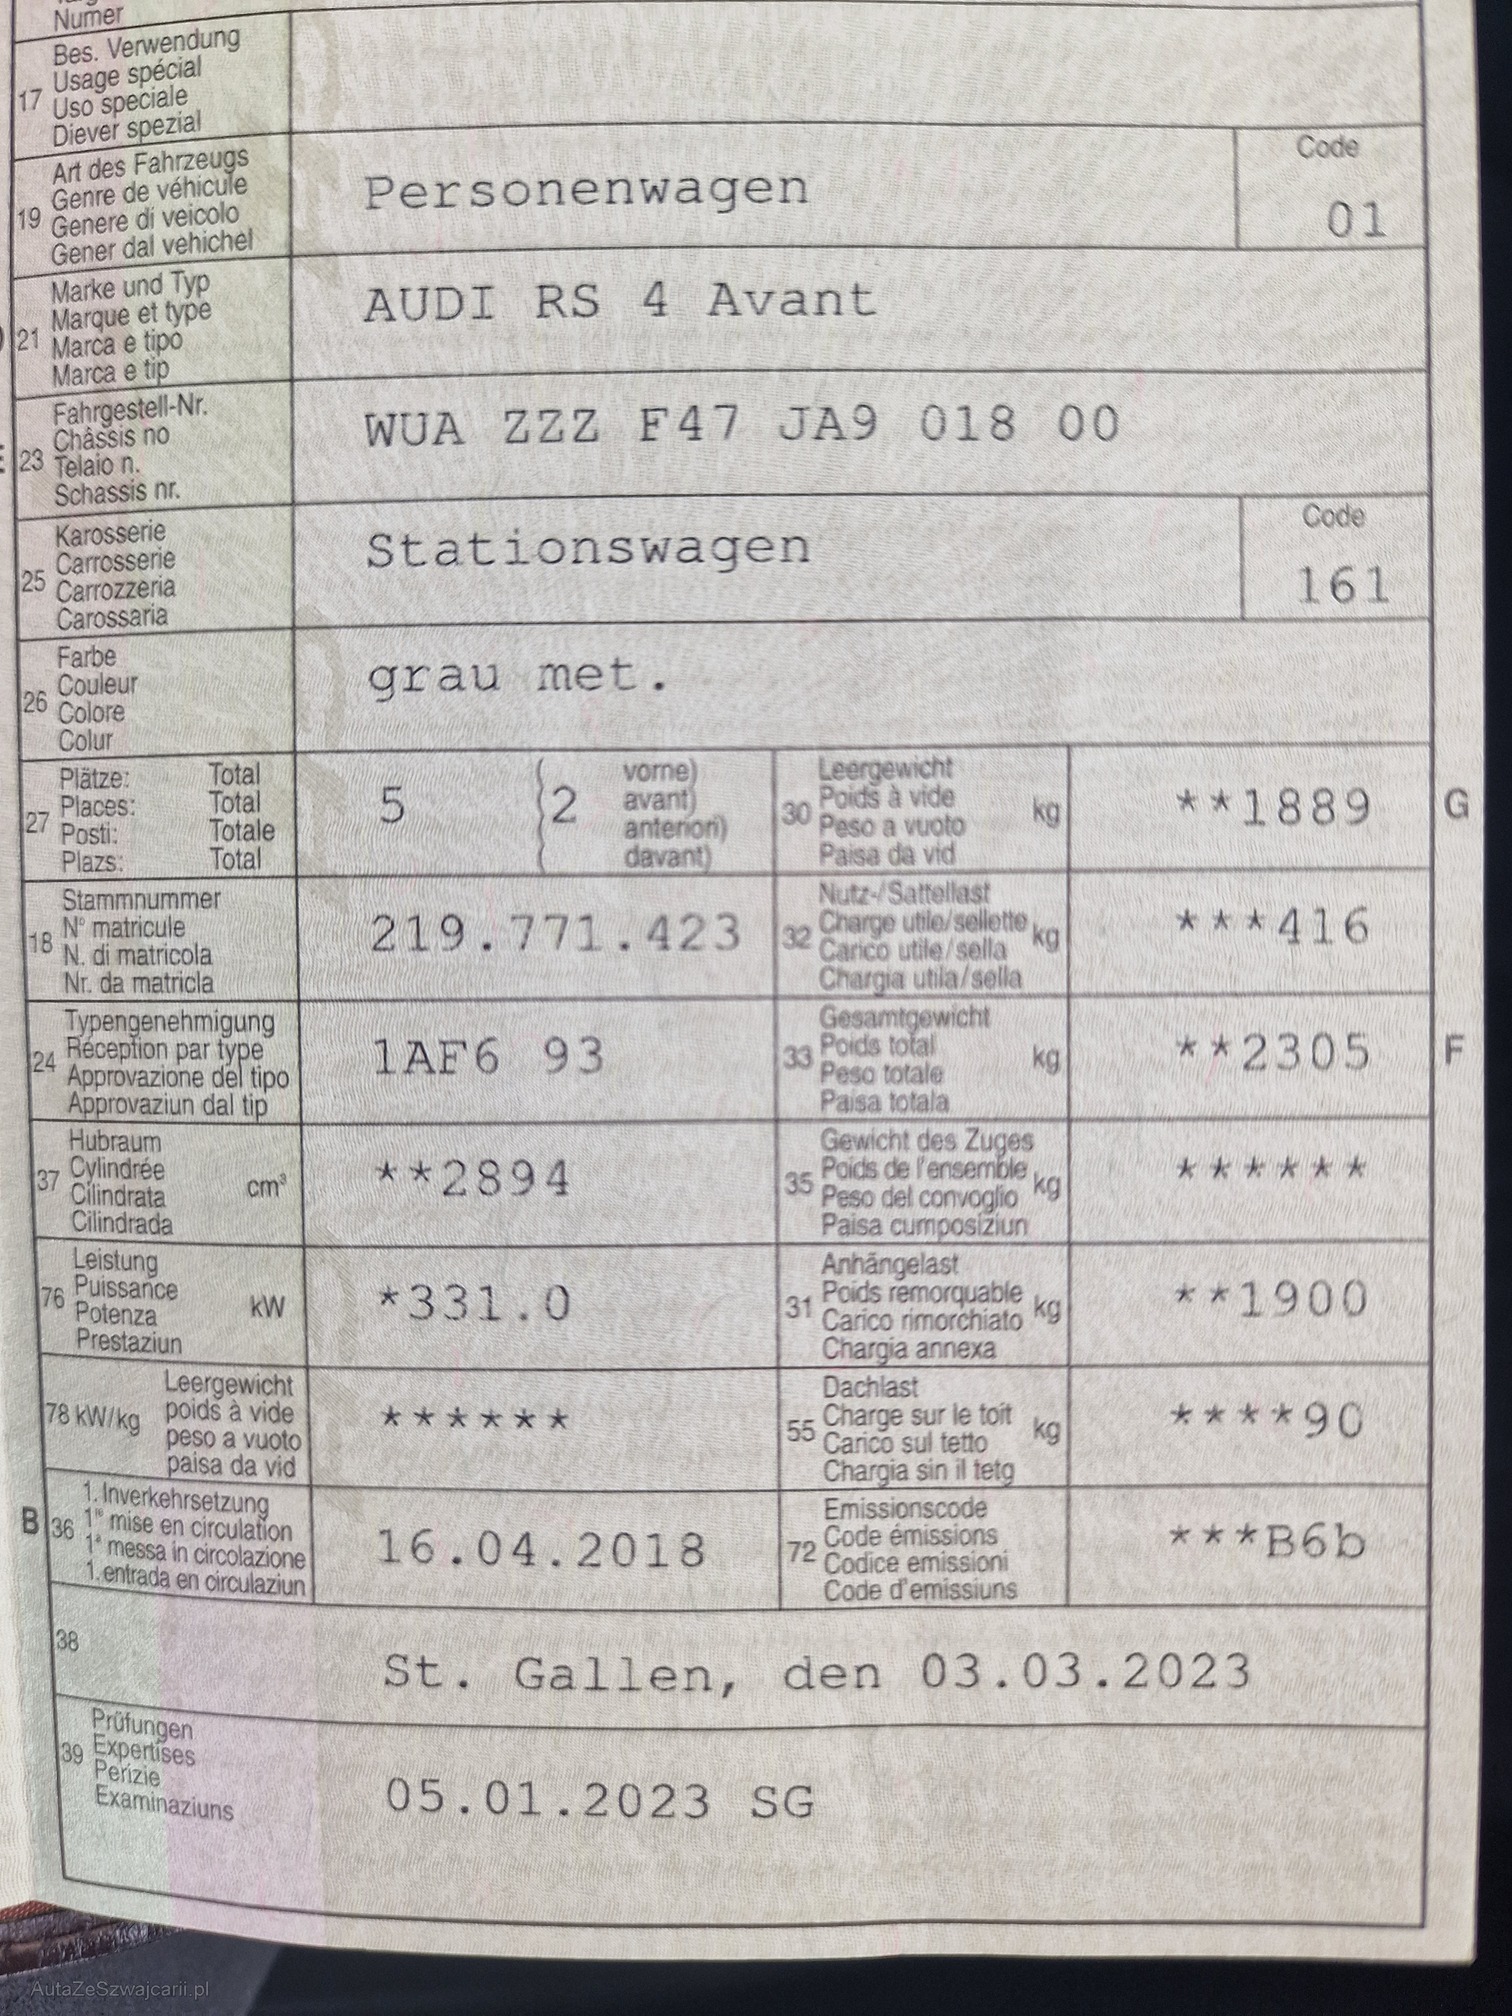 Numer
17
Bes. Verwendung
Usage spécial
Uso speciale
Diever spezial
19
Art des Fahrzeugs
Genre de véhicule
Genere di veicolo
Gener dal vehichel
Personenwagen
Code
01
21
Marke und Typ
Marque et type
Marca e tipo
Marca e tip
AUDI RS 4 Avant
23
Fahrgestell-Nr.
Châssis no
Telaio n.
Schassis nr.
WUA ZZZ F47 JA9 018 00
25
Karosserie
Carrosserie
Carrozzeria
Carossaria
Stationswagen
Code
161
26
Farbe
Couleur
Colore
Colur
grau met.
27
Plätze: Total
Places: Total
Posti: Totale
Plazs: Total
5 (2 vorne)
avant)
anteriori)
davant)
30
Leergewicht
Poids à vide
Peso a vuoto
Paisa da vid
kg
**1889
G
18
Stammnummer
N° matricule
N. di matricola
Nr. da matricla
219.771.423
32
Nutz-/Sattellast
Charge utile/sellette
Carico utile/sella
Chargia utila/sella
kg
***416
24
Typengenehmigung
Réception par type
Approvazione del tipo
Approvaziun dal tip
1AF6 93
33
Gesamtgewicht
Poids total
Peso totale
Paisa totala
kg
**2305
F
37
Hubraum
Cylindrée
Cilindrata
Cilindrada
cm³
**2894
35
Gewicht des Zuges
Poids de l'ensemble
Peso del convoglio
Paisa cumposiziun
kg
******
76
Leistung
Puissance
Potenza
Prestaziun
kW
*331.0
31
Anhängelast
Poids remorquable
Carico rimorchiato
Chargia annexa
kg
**1900
78 kW/kg
Leergewicht
poids à vide
peso a vuoto
paisa da vid
******
55
Dachlast
Charge sur le toit
Carico sul tetto
Chargia sin il tetg
kg
****90
B
36
1. Inverkehrsetzung
1re mise en circulation
1a messa in circolazione
1. entrada en circulaziun
16.04.2018
72
Emissionscode
Code émissions
Codice emissioni
Code d'emissiuns
***B6b
38
St. Gallen, den 03.03.2023
39
Prüfungen
Expertises
Perizie
Examinaziuns
05.01.2023 SG
AutaZeSzwajcarii.pl